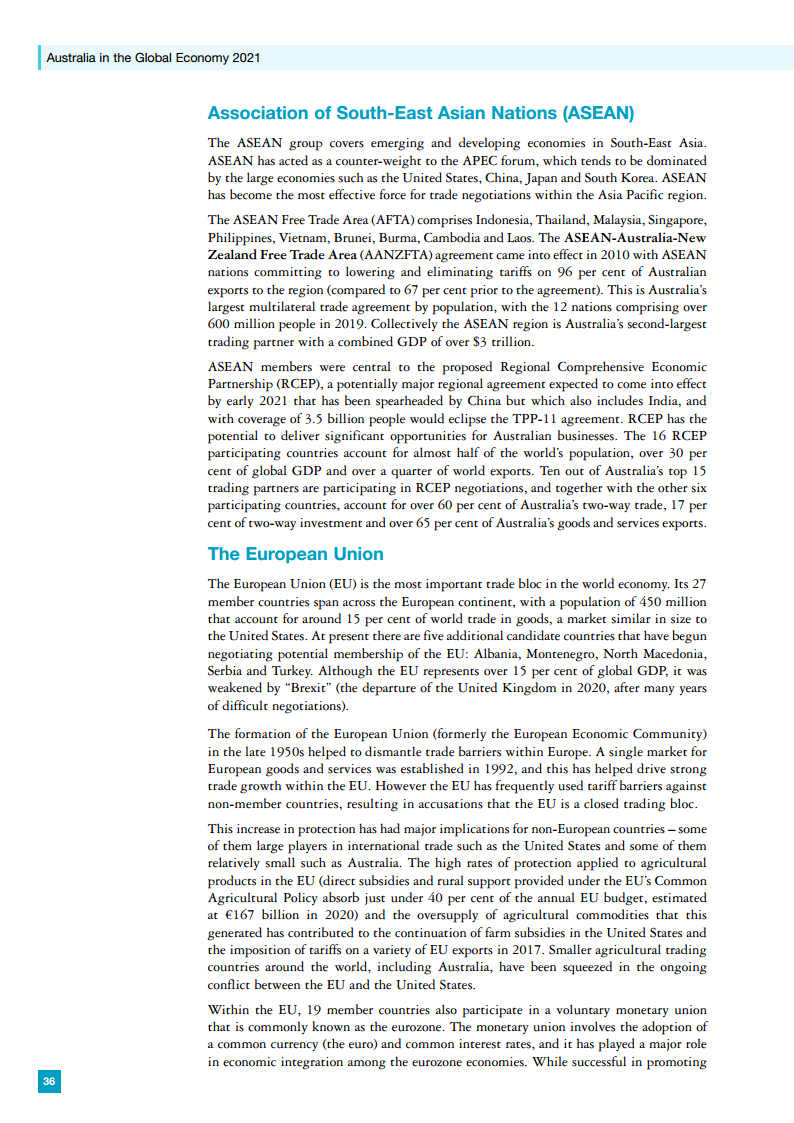 Australia in the Global Economy 2021
Association of South-East Asian Nations (ASEAN)
The ASEAN group covers emerging and developing economies in South-East Asia.
ASEAN has acted as a counter-weight to the APEC forum, which tends to be dominated
by the large economies such as the United States, China, Japan and South Korea. ASEAN
has become the most effective force for trade negotiations within the Asia Pacific region.
The ASEAN Free Trade Area (AFTA) comprises Indonesia, Thailand, Malaysia, Singapore,
Philippines, Vietnam, Brunei, Burma, Cambodia and Laos. The ASEAN-Australia-New
Zealand Free Trade Area (AANZFTA) agreement came into effect in 2010 with ASEAN
nations committing to lowering and eliminating tariffs on 96 per cent of Australian
exports to the region (compared to 67 per cent prior to the agreement). This is Australia's
largest multilateral trade agreement by population, with the 12 nations comprising over
600 million people in 2019. Collectively the ASEAN region is Australia's second-largest
trading partner with a combined GDP of over $3 trillion.
ASEAN members were central to the proposed Regional Comprehensive Economic
Partnership (RCEP), a potentially major regional agreement expected to come into effect
by early 2021 that has been spearheaded by China but which also includes India, and
with coverage of 3.5 billion people would eclipse the TPP-11 agreement. RCEP has the
potential to deliver significant opportunities for Australian businesses. The 16 RCEP
participating countries account for almost half of the world's population, over 30 per
cent of global GDP and over a quarter of world exports. Ten out of Australia's top 15
trading partners are participating in RCEP negotiations, and together with the other six
participating countries, account for over 60 per cent of Australia's two-way trade, 17 per
cent of two-way investment and over 65 per cent of Australia's goods and services exports.
The European Union
The European Union (EU) is the most important trade bloc in the world economy. Its 27
member countries span across the European continent, with a population of 450 million
that account for around 15 per cent of world trade in goods, a market similar in size to
the United States. At present there are five additional candidate countries that have begun
negotiating potential membership of the EU: Albania, Montenegro, North Macedonia,
Serbia and Turkey. Although the EU represents over 15 per cent of global GDP, it was
weakened by “Brexit” (the departure of the United Kingdom in 2020, after many years
of difficult negotiations).
The formation of the European Union (formerly the European Economic Community)
in the late 1950s helped to dismantle trade barriers within Europe. A single market for
European goods and services was established in 1992, and this has helped drive strong
trade growth within the EU. However the EU has frequently used tariff barriers against
non-member countries, resulting in accusations that the EU is a closed trading bloc.
This increase in protection has had major implications for non-European countries – some
of them large players in international trade such as the United States and some of them
relatively small such as Australia. The high rates of protection applied to agricultural
products in the EU (direct subsidies and rural support provided under the EU's Common
Agricultural Policy absorb just under 40 per cent of the annual EU budget, estimated
at €167 billion in 2020) and the oversupply of agricultural commodities that this
generated has contributed to the continuation of farm subsidies in the United States and
the imposition of tariffs on a variety of EU exports in 2017. Smaller agricultural trading
countries around the world, including Australia, have been squeezed in the ongoing
conflict between the EU and the United States.
Within the EU, 19 member countries also participate in a voluntary monetary union
that is commonly known as the eurozone. The monetary union involves the adoption of
a common currency (the euro) and common interest rates, and it has played a major role
in economic integration among the eurozone economies. While successful in promoting
36